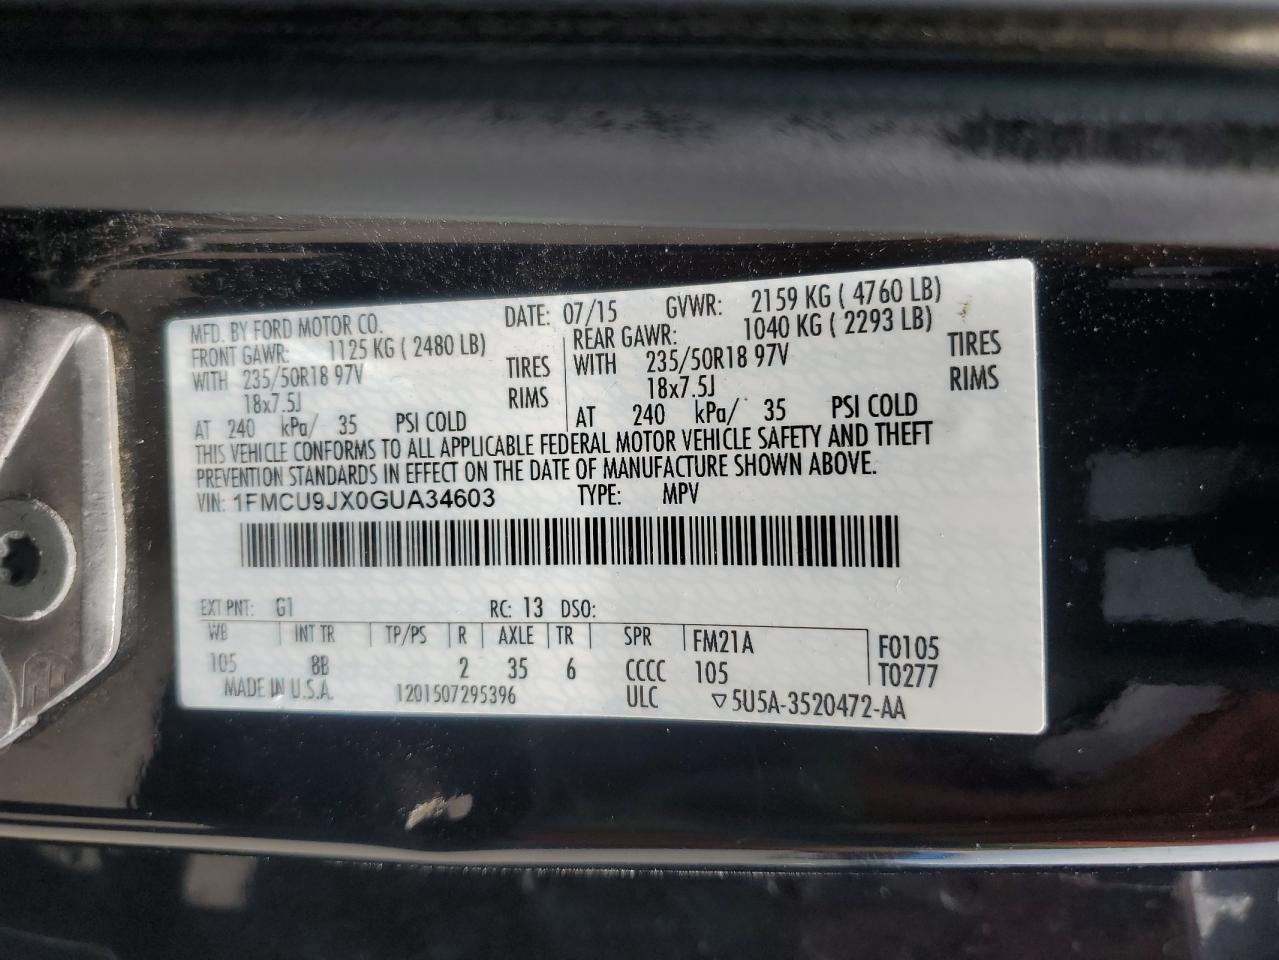 MFD. BY FORD MOTOR CO. DATE: 07/15 GVWR: 2159 KG ( 4760 LB)
FRONT GAWR: 1125 KG ( 2480 LB) REAR GAWR: 1040 KG ( 2293 LB)
WITH 235/50R18 97V TIRES WITH 235/50R18 97V TIRES
18x7.5J RIMS 18x7.5J RIMS
AT 240 kPa/ 35 PSI COLD AT 240 kPa/ 35 PSI COLD
THIS VEHICLE CONFORMS TO ALL APPLICABLE FEDERAL MOTOR VEHICLE SAFETY AND THEFT
PREVENTION STANDARDS IN EFFECT ON THE DATE OF MANUFACTURE SHOWN ABOVE.
VIN: 1FMCU9JX0GUA34603 TYPE: MPV
EXT PNT: G1 RC: 13 DSO:
WB INT TR TP/PS R AXLE TR SPR FM21A F0105
105 8B 2 35 6 CCCC 105 T0277
MADE IN U.S.A. 1201507295396 ULC ▽5U5A-3520472-AA